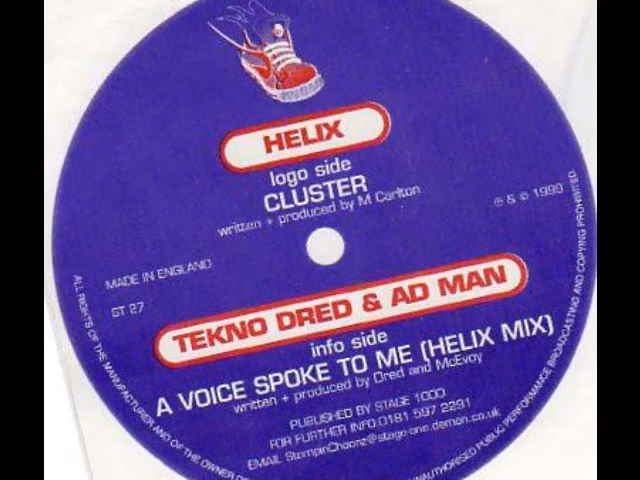 HELIX
logo side
CLUSTER
written + produced by M Carlton
℗ & © 1999
MADE IN ENGLAND
ST 27
TEKNO DRED & AD MAN
info side
A VOICE SPOKE TO ME (HELIX MIX)
written + produced by Dred and McEvoy
PUBLISHED BY STAGE 1000
FOR FURTHER INFO.0181 597 2291
EMAIL StompinChoonz@stage-one.demon.co.uk
ALL RIGHTS OF THE MANUFACTURER AND OF THE OWNER OF
UNAUTHORISED PUBLIC PERFORMANCE BROADCASTING AND COPYING PROHIBITED